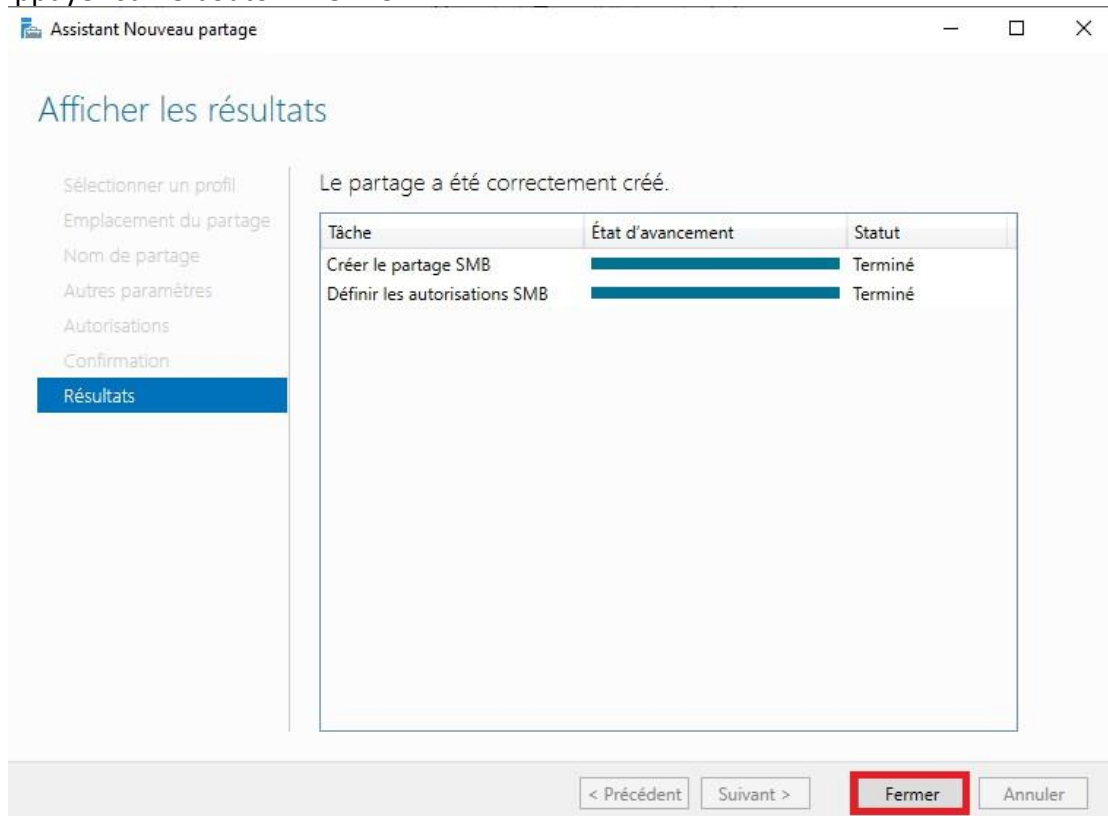 Assistant Nouveau partage
Afficher les résultats
Sélectionner un profil
Emplacement du partage
Nom de partage
Autres paramètres
Autorisations
Confirmation
Résultats
Le partage a été correctement créé.
Tâche État d'avancement Statut
Créer le partage SMB Terminé
Définir les autorisations SMB Terminé
< Précédent Suivant > Fermer Annuler